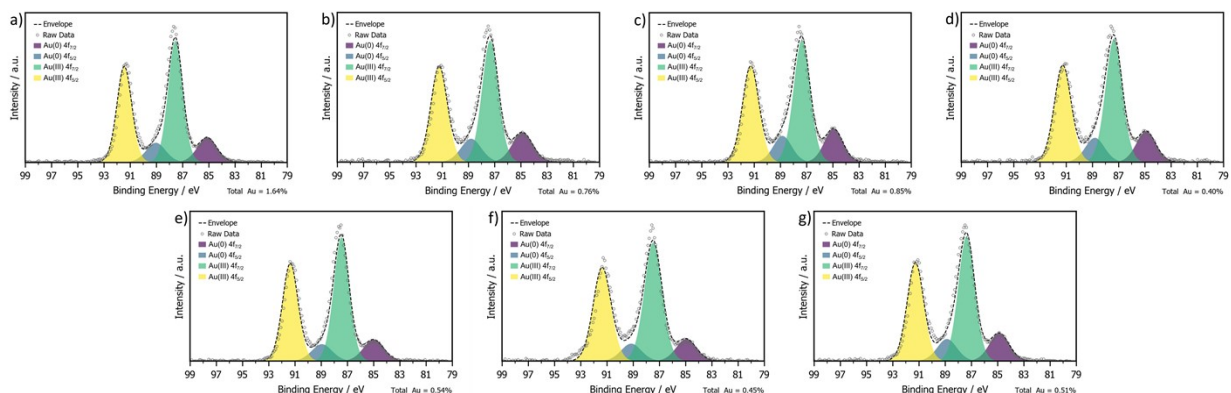 a)
Intensity / a.u.
Envelope
Raw Data
Au(0) 4f7/2
Au(0) 4f5/2
Au(III) 4f7/2
Au(III) 4f5/2
99 97 95 93 91 89 87 85 83 81 79
Binding Energy / eV
Total Au = 1.64%
b)
Intensity / a.u.
Envelope
Raw Data
Au(0) 4f7/2
Au(0) 4f5/2
Au(III) 4f7/2
Au(III) 4f5/2
99 97 95 93 91 89 87 85 83 81 79
Binding Energy / eV
Total Au = 0.76%
c)
Intensity / a.u.
Envelope
Raw Data
Au(0) 4f7/2
Au(0) 4f5/2
Au(III) 4f7/2
Au(III) 4f5/2
99 97 95 93 91 89 87 85 83 81 79
Binding Energy / eV
Total Au = 0.85%
d)
Intensity / a.u.
Envelope
Raw Data
Au(0) 4f7/2
Au(0) 4f5/2
Au(III) 4f7/2
Au(III) 4f5/2
99 97 95 93 91 89 87 85 83 81 79
Binding Energy / eV
Total Au = 0.40%
e)
Intensity / a.u.
Envelope
Raw Data
Au(0) 4f7/2
Au(0) 4f5/2
Au(III) 4f7/2
Au(III) 4f5/2
99 97 95 93 91 89 87 85 83 81 79
Binding Energy / eV
Total Au = 0.54%
f)
Intensity / a.u.
Envelope
Raw Data
Au(0) 4f7/2
Au(0) 4f5/2
Au(III) 4f7/2
Au(III) 4f5/2
99 97 95 93 91 89 87 85 83 81 79
Binding Energy / eV
Total Au = 0.45%
g)
Intensity / a.u.
Envelope
Raw Data
Au(0) 4f7/2
Au(0) 4f5/2
Au(III) 4f7/2
Au(III) 4f5/2
99 97 95 93 91 89 87 85 83 81 79
Binding Energy / eV
Total Au = 0.51%